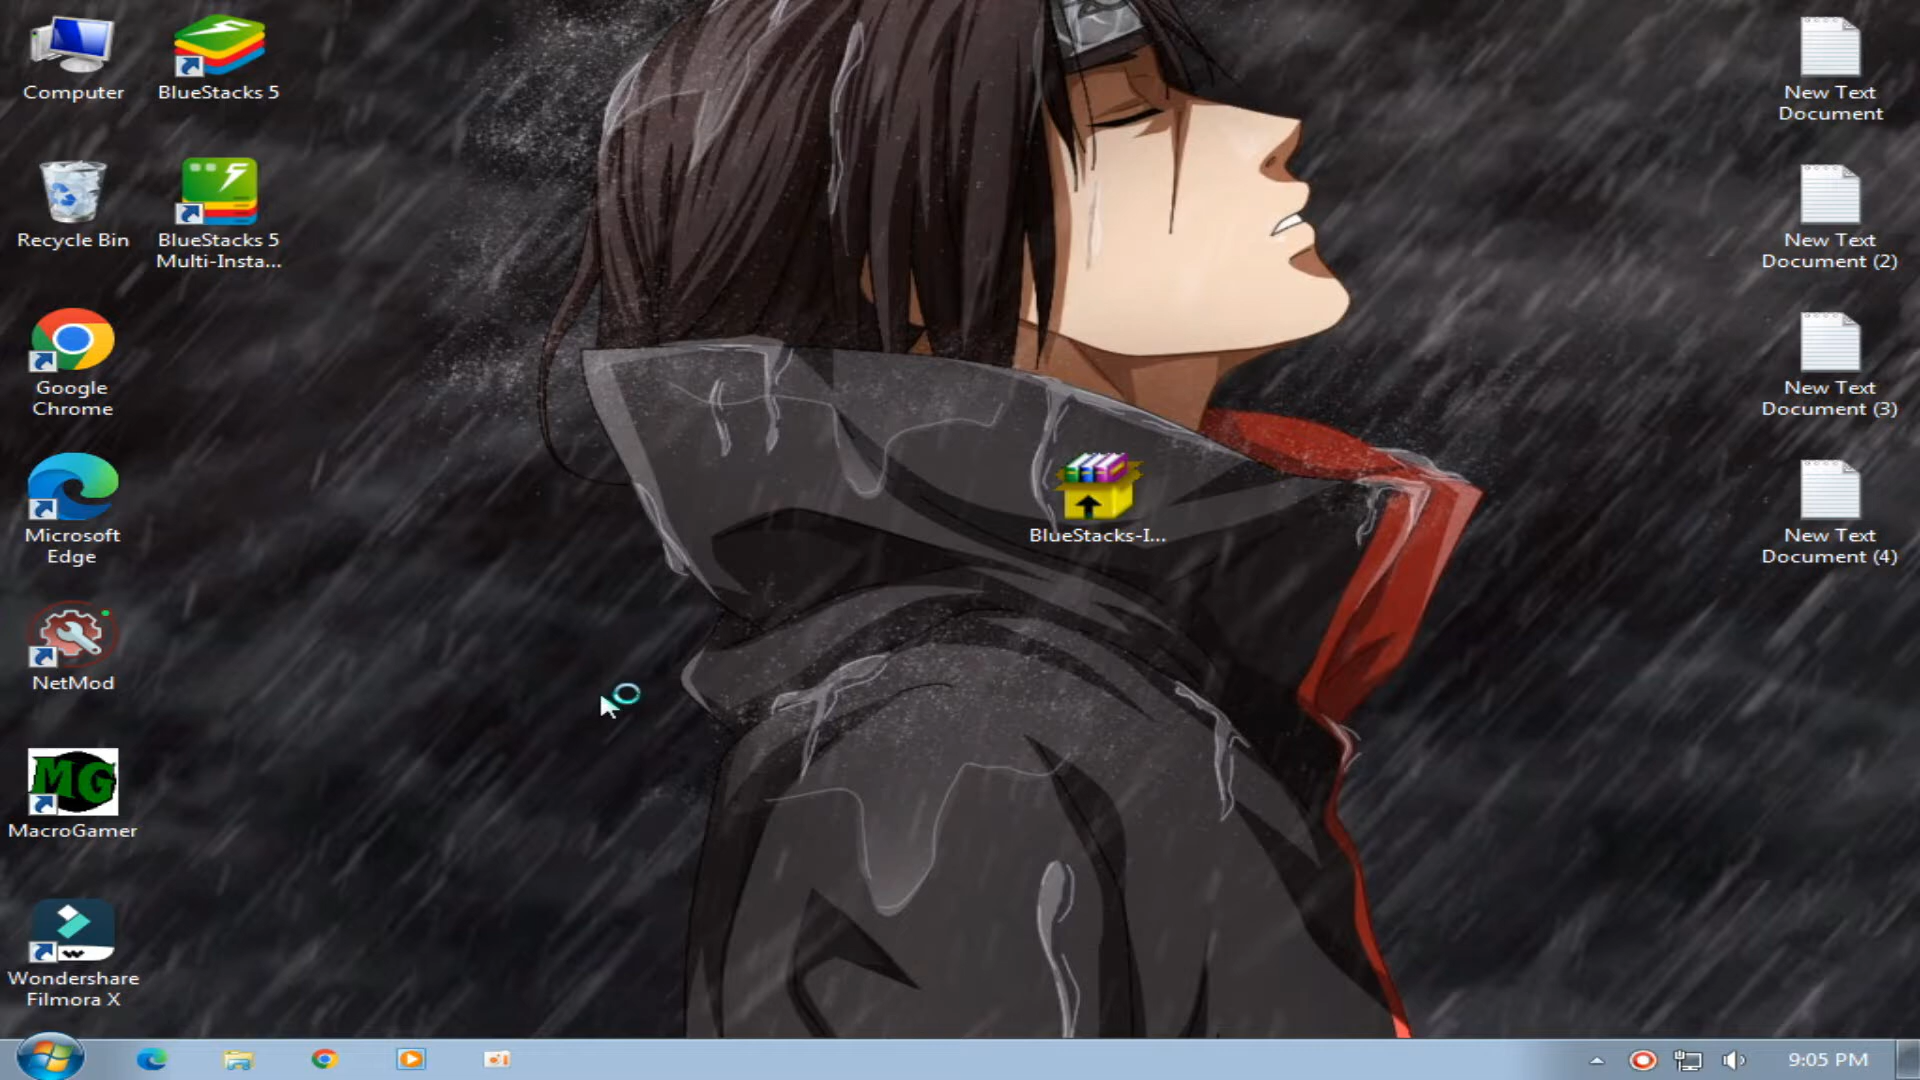 Computer
BlueStacks 5
Recycle Bin
BlueStacks 5
Multi-Insta...
Google
Chrome
Microsoft
Edge
NetMod
MG
MacroGamer
Wondershare
Filmora X
BlueStacks-I...
New Text
Document
New Text
Document (2)
New Text
Document (3)
New Text
Document (4)
9:05 PM